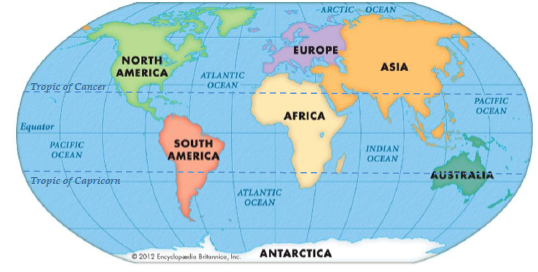 ARCTIC OCEAN
NORTH
AMERICA
EUROPE
ASIA
ATLANTIC
OCEAN
Tropic of Cancer
PACIFIC
OCEAN
AFRICA
Equator
PACIFIC
OCEAN
SOUTH
AMERICA
INDIAN
OCEAN
AUSTRALIA
Tropic of Capricorn
ATLANTIC
OCEAN
© 2012 Encyclopædia Britannica, Inc.
ANTARCTICA